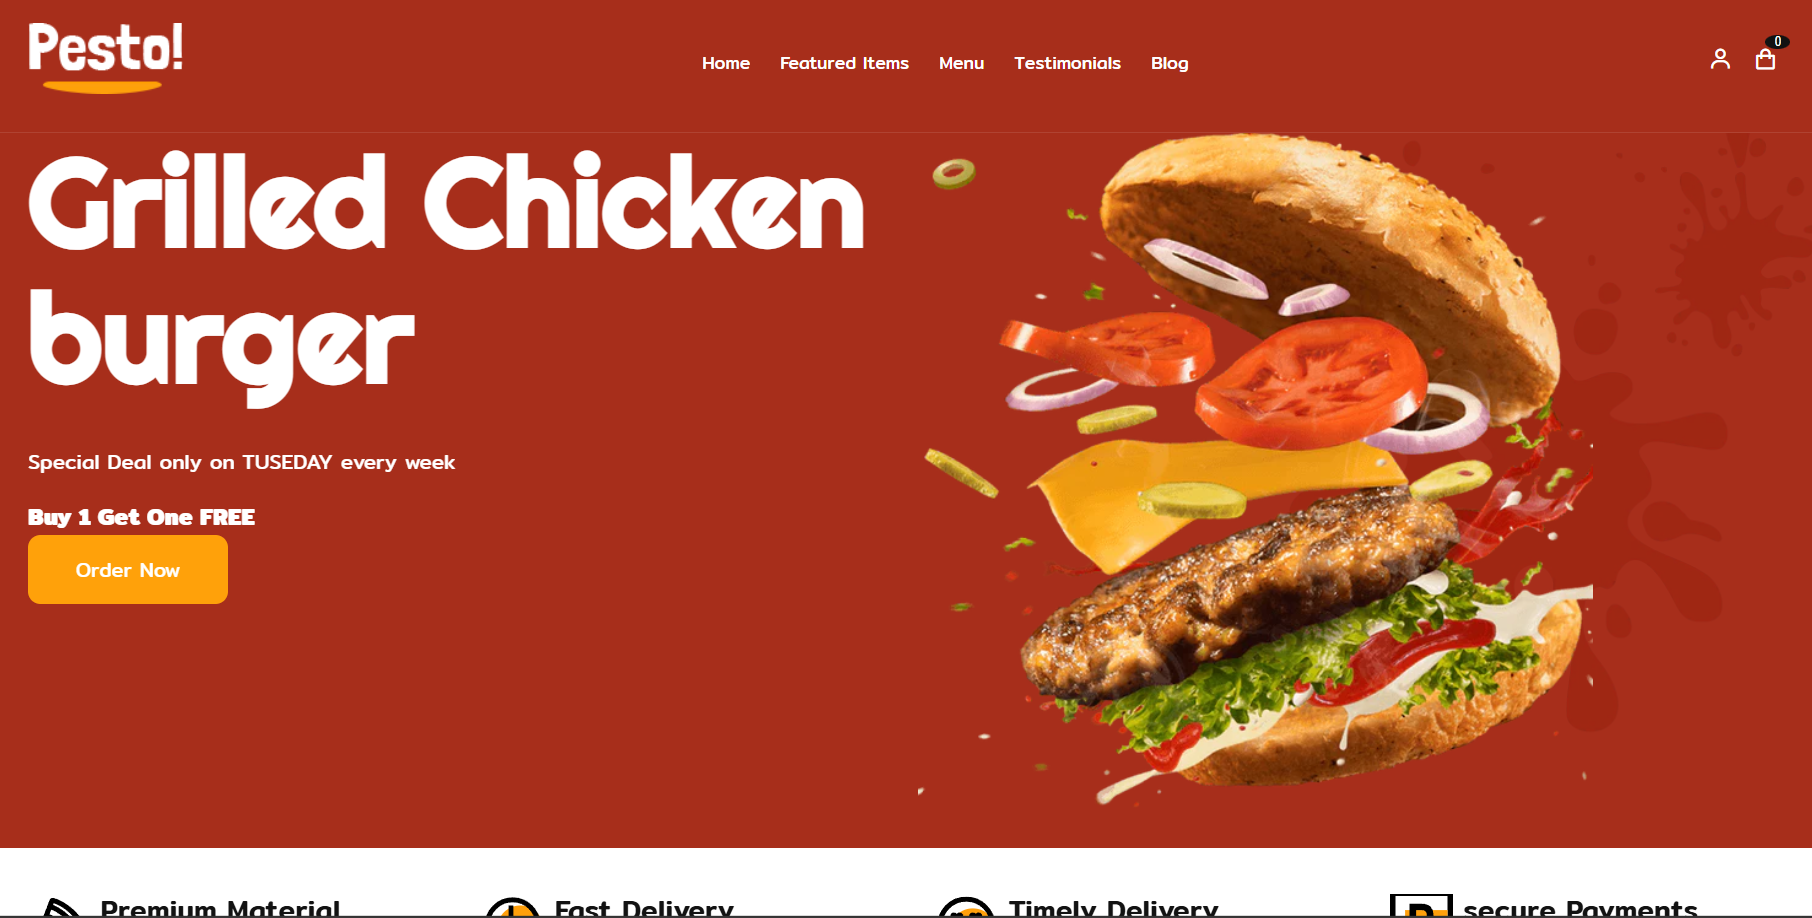 Pesto!
Home Featured Items Menu Testimonials Blog
0
Grilled Chicken
burger
Special Deal only on TUSEDAY every week
Buy 1 Get One FREE
Order Now
Premium Material Fast Delivery Timely Delivery secure Payments